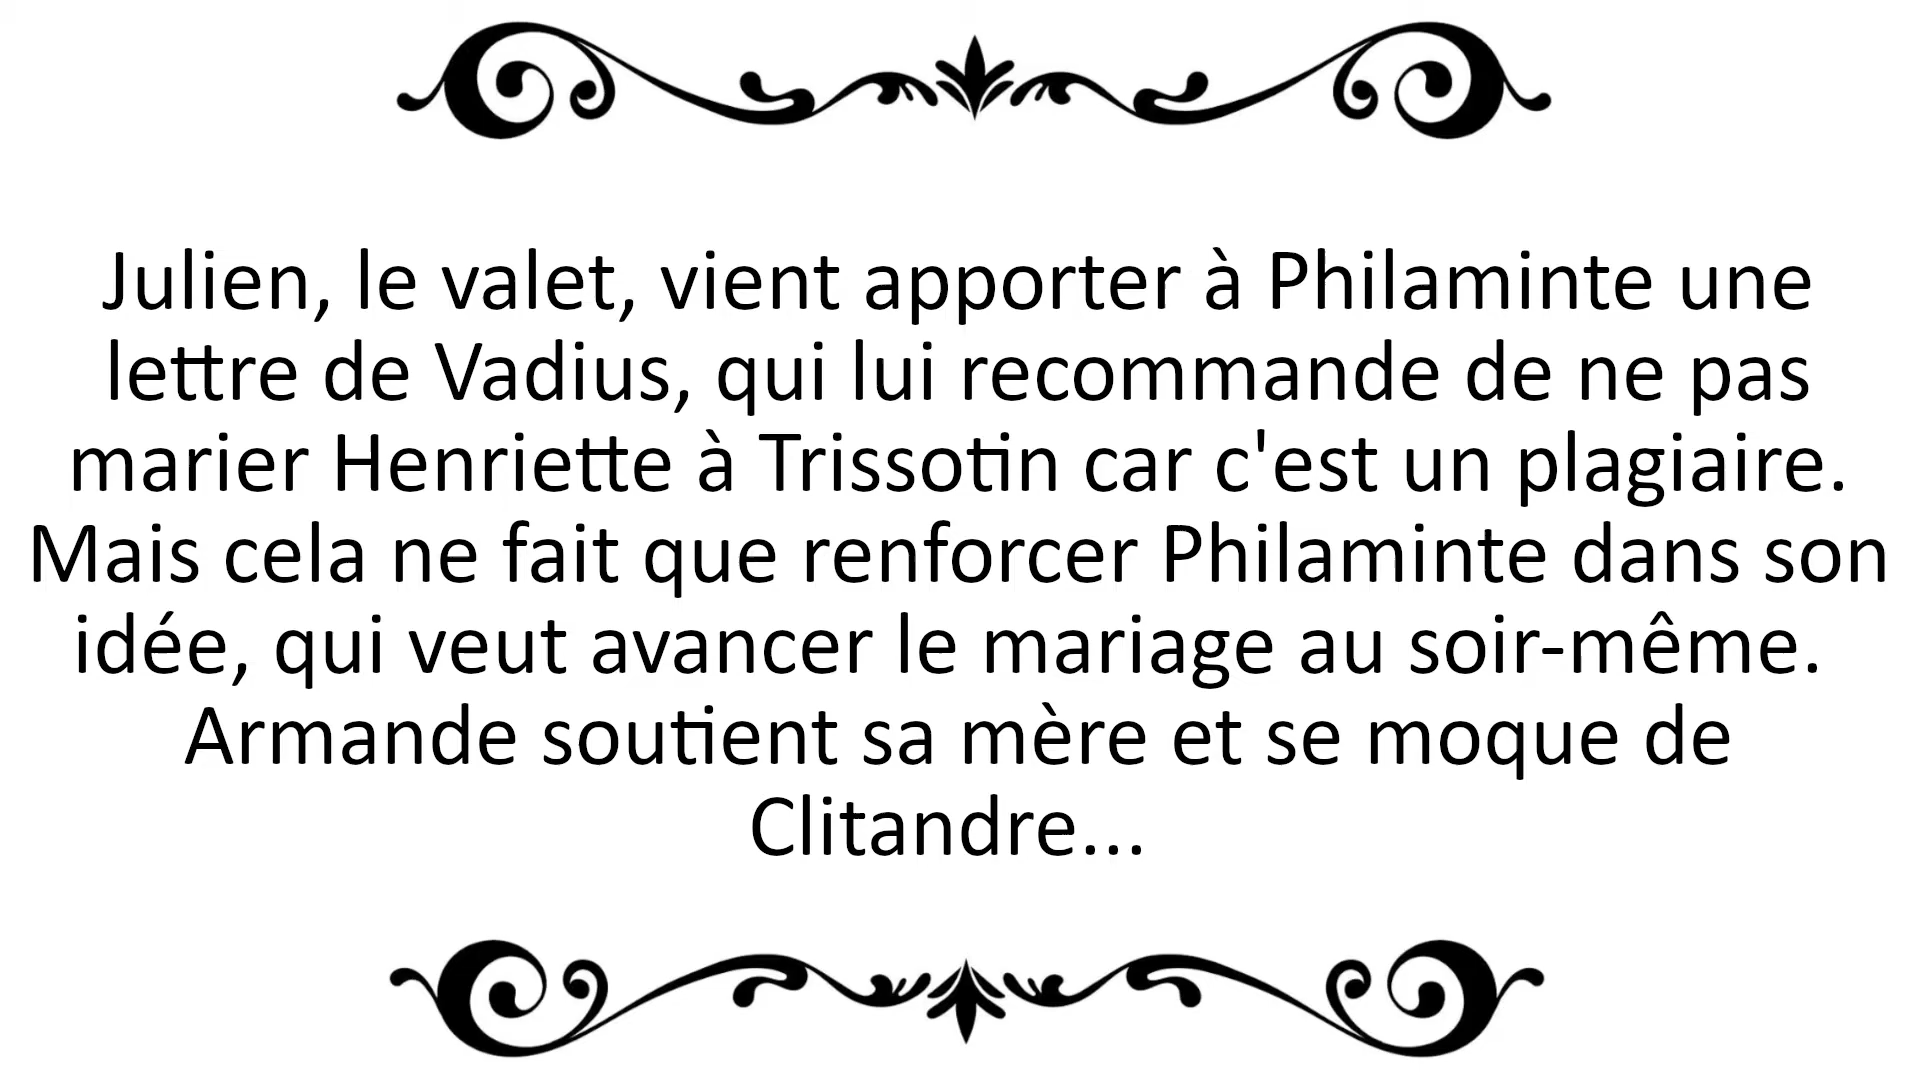 Julien, le valet, vient apporter à Philaminte une
lettre de Vadius, qui lui recommande de ne pas
marier Henriette à Trissotin car c'est un plagiaire.
Mais cela ne fait que renforcer Philaminte dans son
idée, qui veut avancer le mariage au soir-même.
Armande soutient sa mère et se moque de
Clitandre...